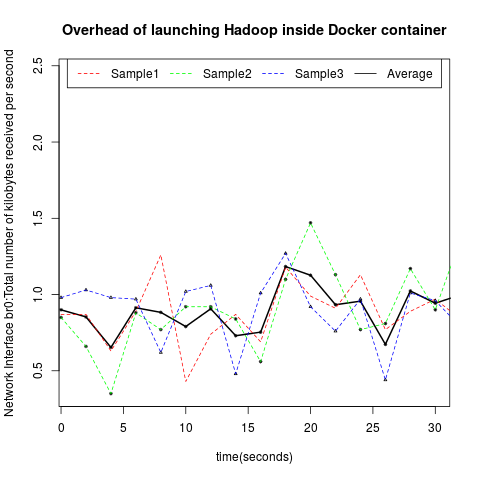 Overhead of launching Hadoop inside Docker container
Sample1 Sample2 Sample3 Average
Network Interface br0:Total number of kilobytes received per second
2.5
2.0
1.5
1.0
0.5
0 5 10 15 20 25 30
time(seconds)